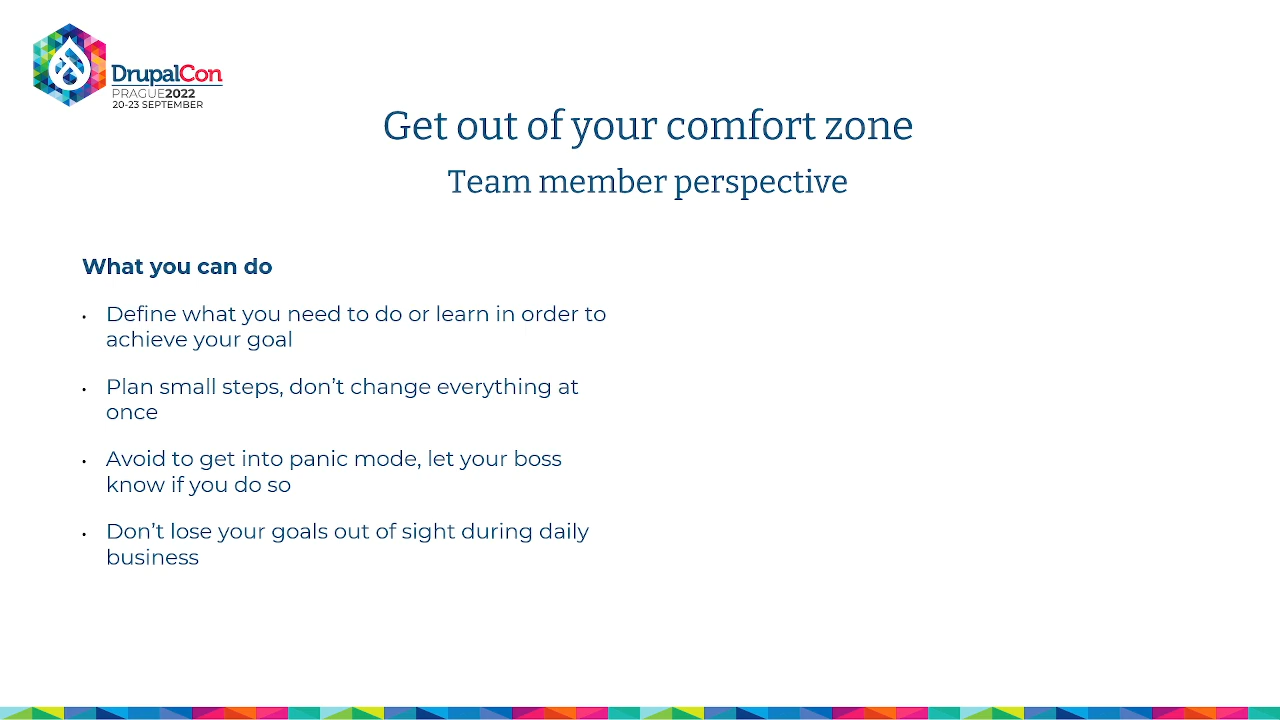 DrupalCon
PRAGUE2022
20-23 SEPTEMBER
Get out of your comfort zone
Team member perspective
What you can do
• Define what you need to do or learn in order to
achieve your goal
• Plan small steps, don’t change everything at
once
• Avoid to get into panic mode, let your boss
know if you do so
• Don’t lose your goals out of sight during daily
business